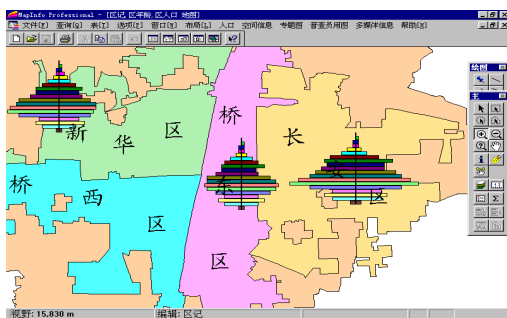 MapInfo Professional - [区记, 区年龄, 区人口 地图]
文件(F) 查询(Q) 表(T) 选项(P) 窗口(W) 布局(L) 人口 空间信息 专题图 普查员用图 多媒体信息 帮助(H)
绘图
主
新 华 区
桥 东 区
长 安 区
桥 西 区
视野: 15,830 m
编辑: 区记